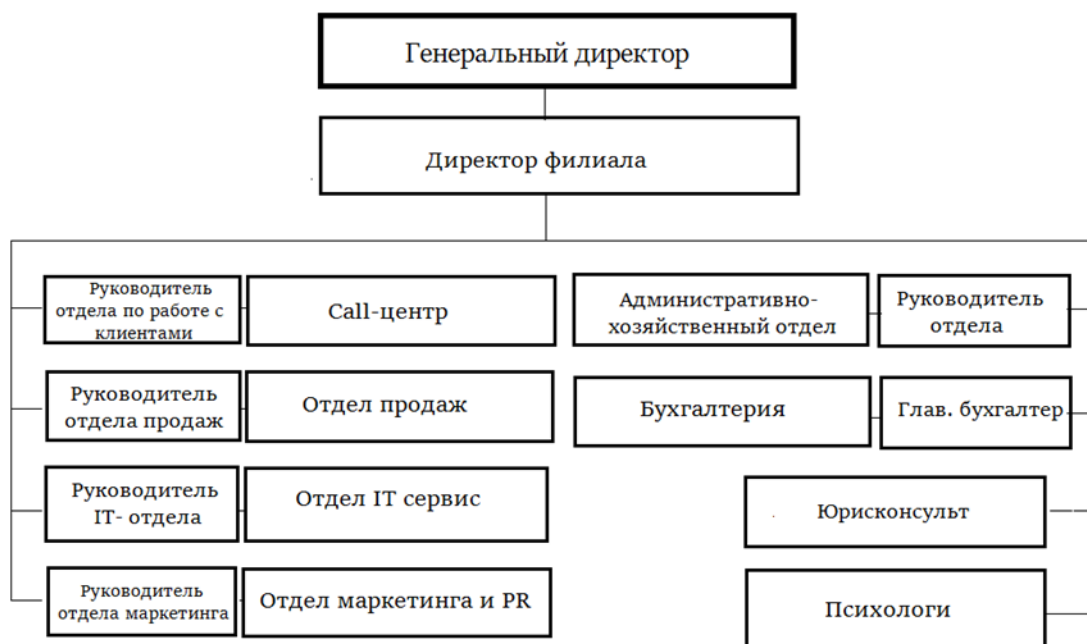 Генеральный директор
Директор филиала
Руководитель
отдела по работе с
клиентами
Call-центр
Административно-
хозяйственный отдел
Руководитель
отдела
Руководитель
отдела продаж
Отдел продаж
Бухгалтерия
Глав. бухгалтер
Руководитель
IT- отдела
Отдел IT сервис
Юрисконсульт
Руководитель
отдела маркетинга
Отдел маркетинга и PR
Психологи